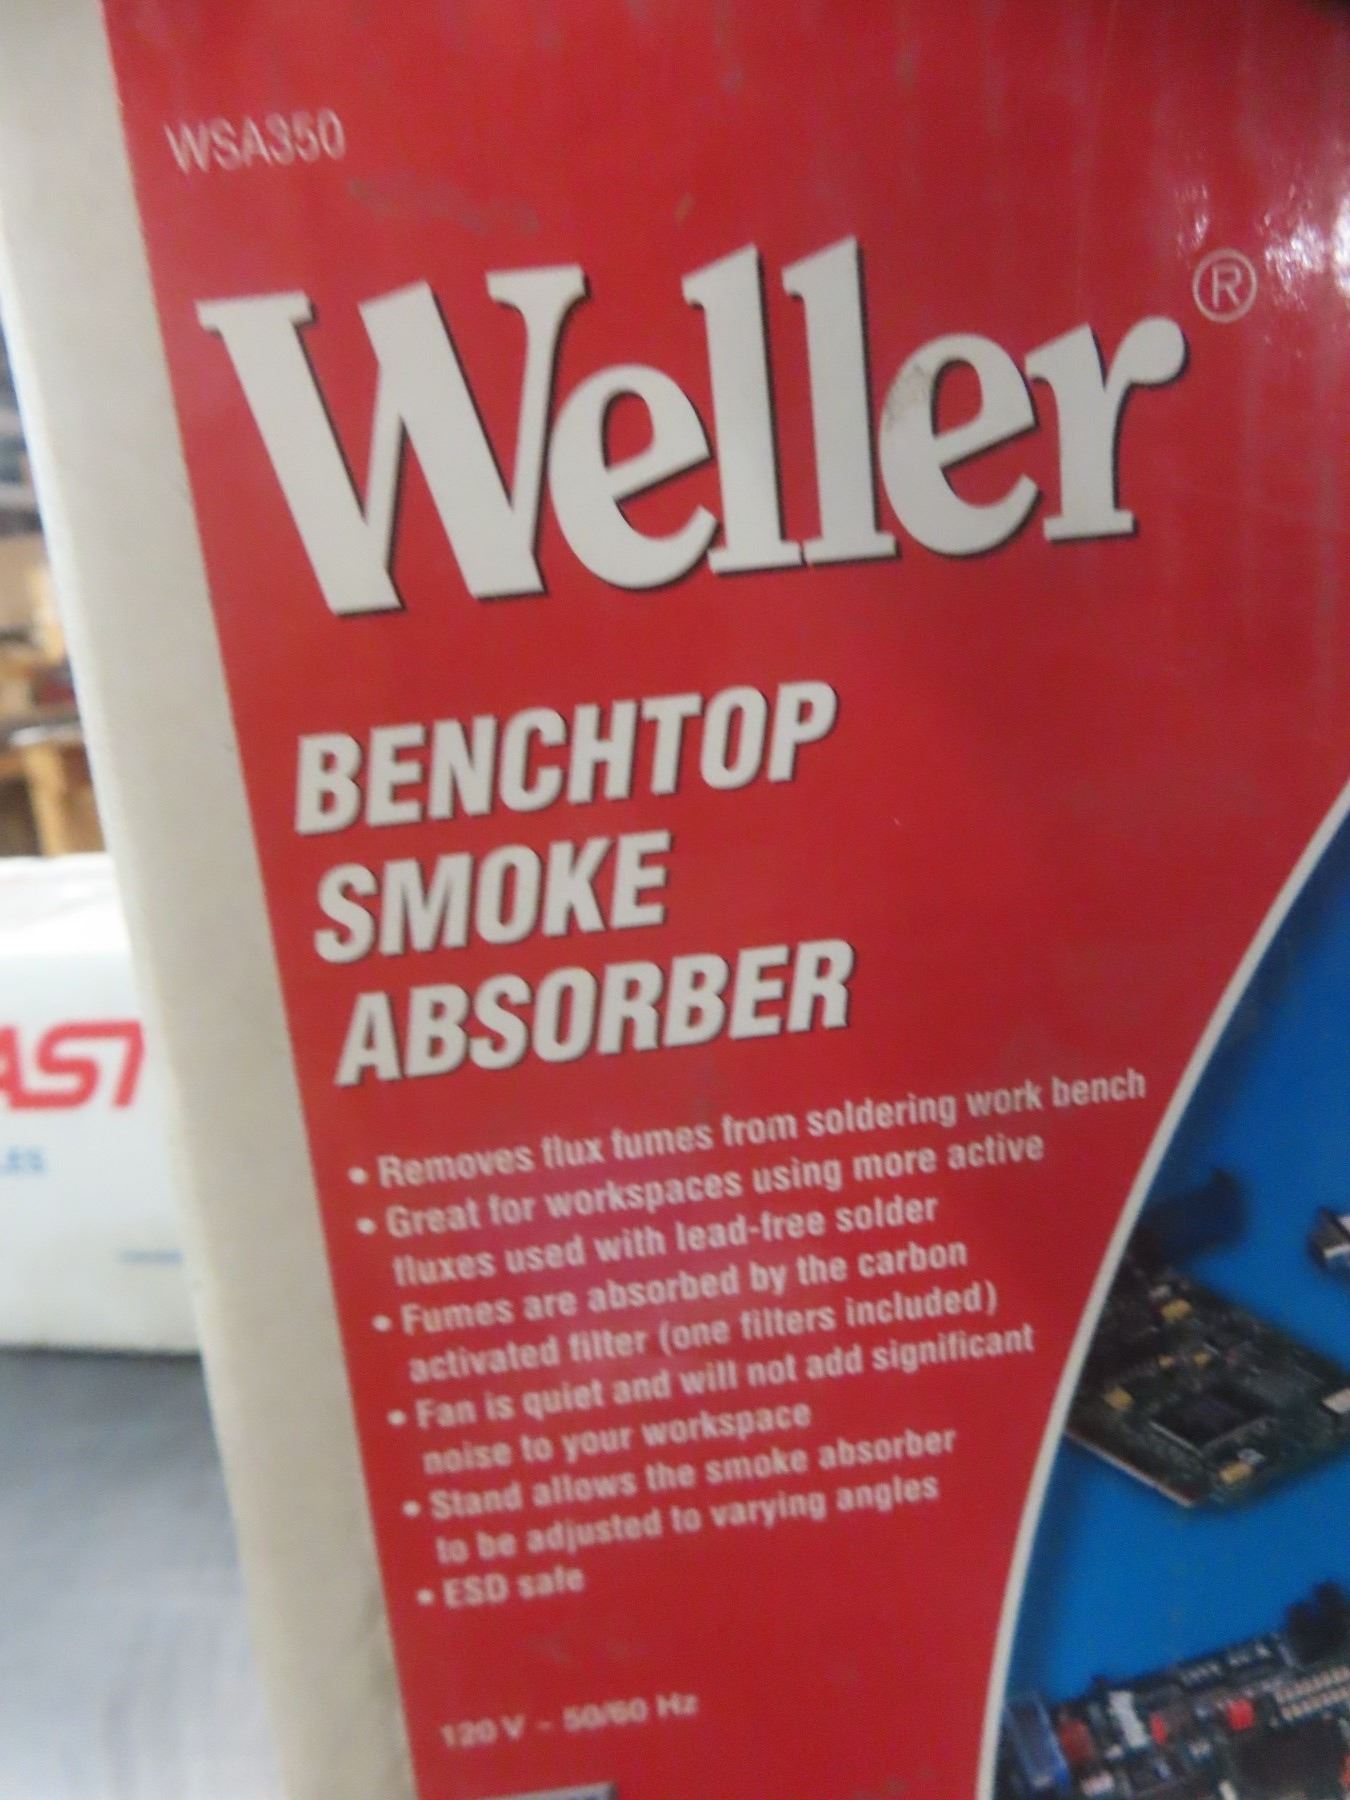 WSA350
Weller®
BENCHTOP
SMOKE
ABSORBER
• Removes flux fumes from soldering work bench
• Great for workspaces using more active
fluxes used with lead-free solder
• Fumes are absorbed by the carbon
activated filter (one filters included)
• Fan is quiet and will not add significant
noise to your workspace
• Stand allows the smoke absorber
to be adjusted to varying angles
• ESD safe
120 V ~ 50/60 Hz
AST
LES